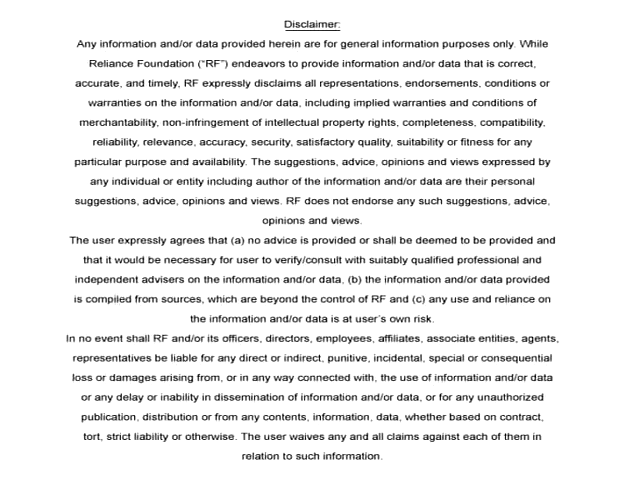 Disclaimer:
Any information and/or data provided herein are for general information purposes only. While
Reliance Foundation (“RF”) endeavors to provide information and/or data that is correct,
accurate, and timely, RF expressly disclaims all representations, endorsements, conditions or
warranties on the information and/or data, including implied warranties and conditions of
merchantability, non-infringement of intellectual property rights, completeness, compatibility,
reliability, relevance, accuracy, security, satisfactory quality, suitability or fitness for any
particular purpose and availability. The suggestions, advice, opinions and views expressed by
any individual or entity including author of the information and/or data are their personal
suggestions, advice, opinions and views. RF does not endorse any such suggestions, advice,
opinions and views.
The user expressly agrees that (a) no advice is provided or shall be deemed to be provided and
that it would be necessary for user to verify/consult with suitably qualified professional and
independent advisers on the information and/or data, (b) the information and/or data provided
is compiled from sources, which are beyond the control of RF and (c) any use and reliance on
the information and/or data is at user’s own risk.
In no event shall RF and/or its officers, directors, employees, affiliates, associate entities, agents,
representatives be liable for any direct or indirect, punitive, incidental, special or consequential
loss or damages arising from, or in any way connected with, the use of information and/or data
or any delay or inability in dissemination of information and/or data, or for any unauthorized
publication, distribution or from any contents, information, data, whether based on contract,
tort, strict liability or otherwise. The user waives any and all claims against each of them in
relation to such information.